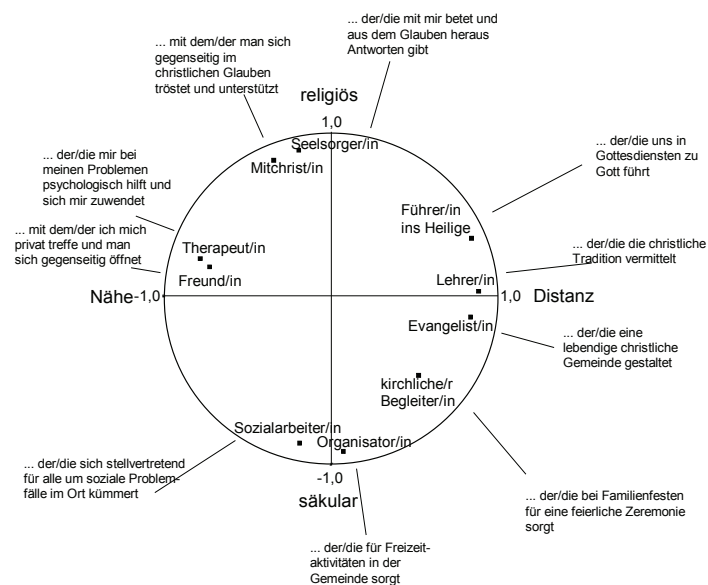 ... der/die mit mir betet und
aus dem Glauben heraus
Antworten gibt
... mit dem/der man sich
gegenseitig im
christlichen Glauben
tröstet und unterstützt
religiös
1,0
Seelsorger/in
Mitchrist/in
... der/die uns in
Gottesdiensten zu
Gott führt
... der/die mir bei
meinen Problemen
psychologisch hilft und
sich mir zuwendet
Führer/in
ins Heilige
... mit dem/der ich mich
privat treffe und man
sich gegenseitig öffnet
Therapeut/in
Freund/in
... der/die die christliche
Tradition vermittelt
Lehrer/in
Nähe
-1,0
1,0
Distanz
Evangelist/in
... der/die eine
lebendige christliche
Gemeinde gestaltet
kirchliche/r
Begleiter/in
Sozialarbeiter/in
Organisator/in
... der/die sich stellvertretend
für alle um soziale Problem-
fälle im Ort kümmert
-1,0
säkular
... der/die bei Familienfesten
für eine feierliche Zeremonie
sorgt
... der/die für Freizeit-
aktivitäten in der
Gemeinde sorgt